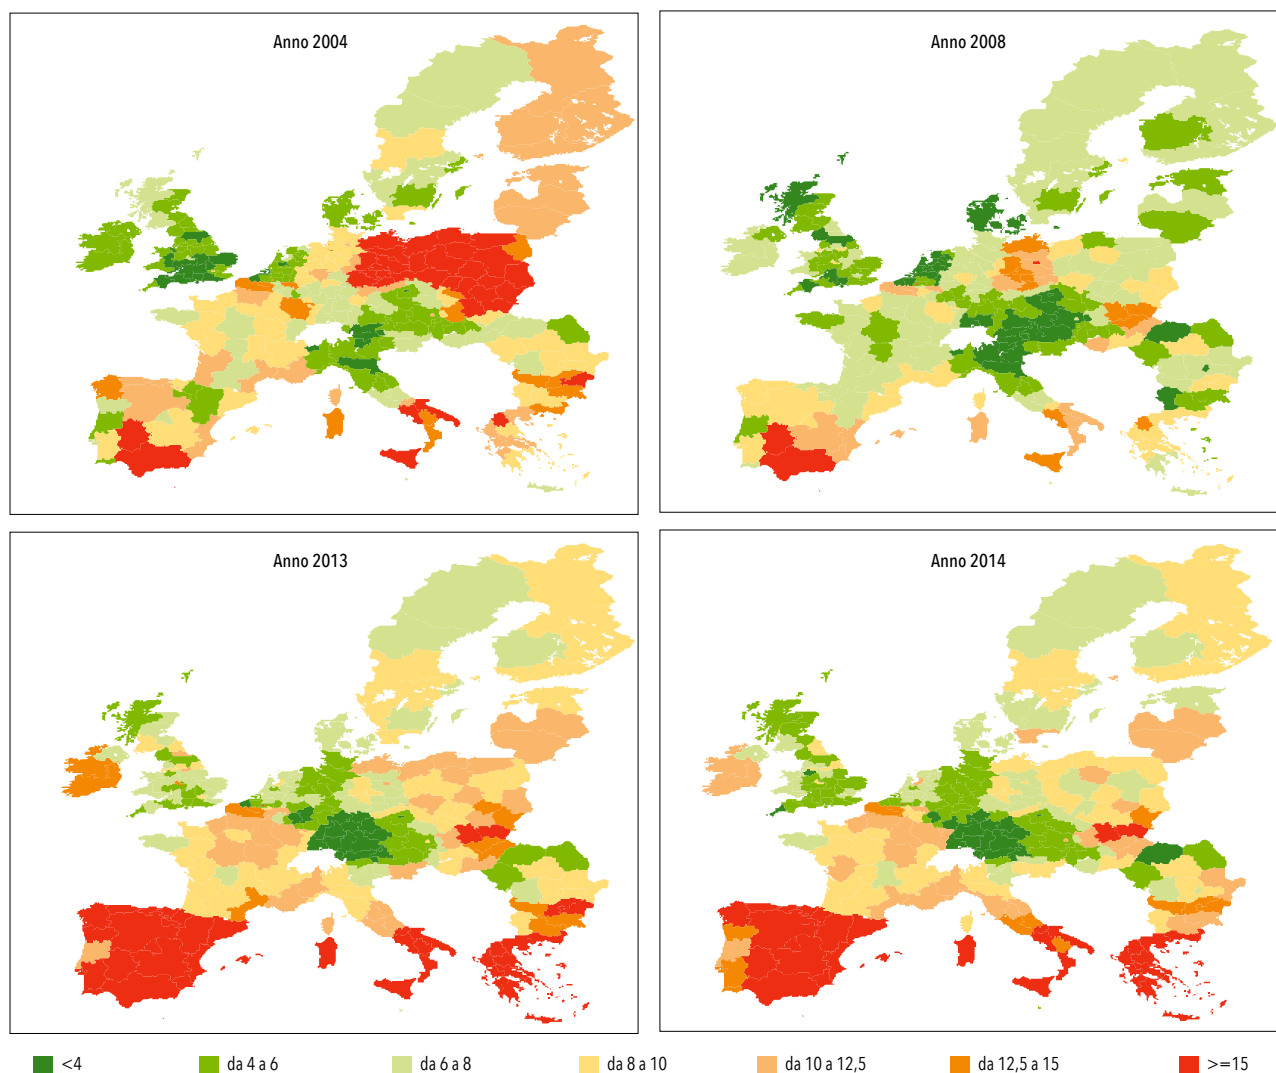 Anno 2004
Anno 2008
Anno 2013
Anno 2014
<4
da 4 a 6
da 6 a 8
da 8 a 10
da 10 a 12,5
da 12,5 a 15
>=15